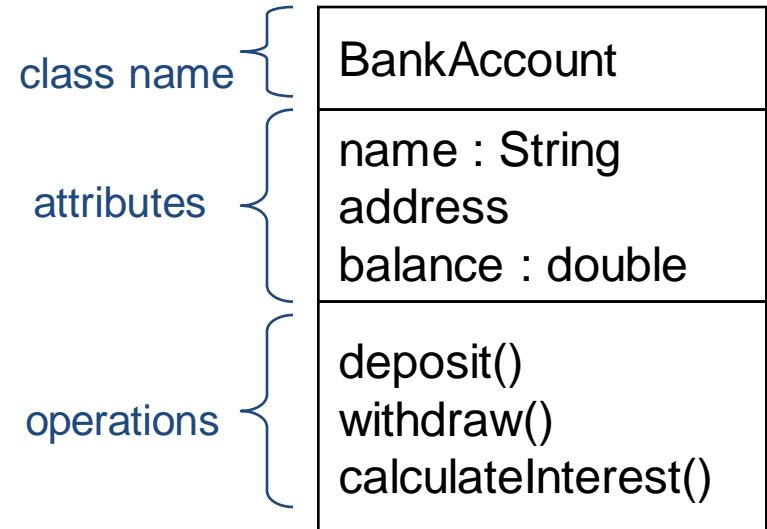 class name
BankAccount
attributes
name : String
address
balance : double
operations
deposit()
withdraw()
calculateInterest()